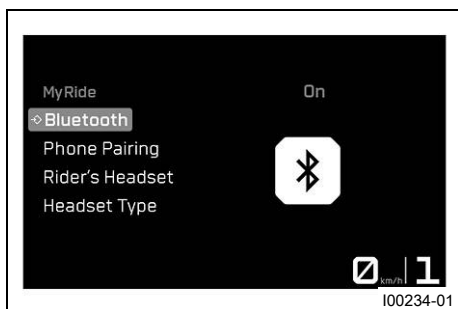 MyRide On
Bluetooth
Phone Pairing
Rider's Headset
Headset Type
0 km/h 1
I00234-01